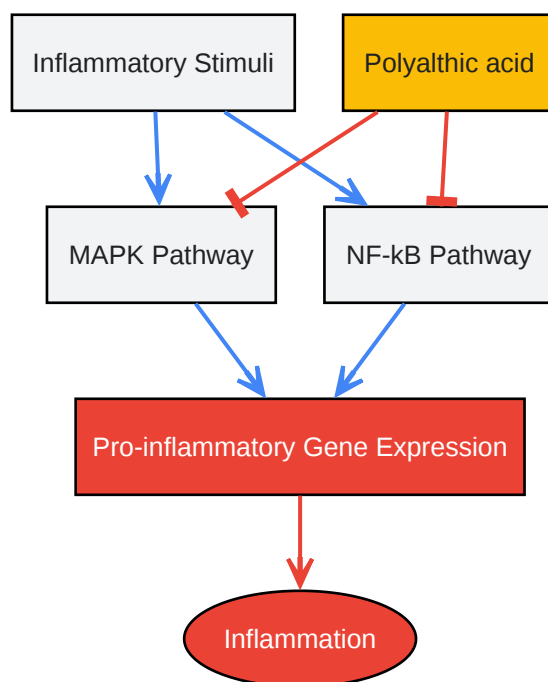 Inflammatory Stimuli
Polyalthic acid
MAPK Pathway
NF-kB Pathway
Pro-inflammatory Gene Expression
Inflammation